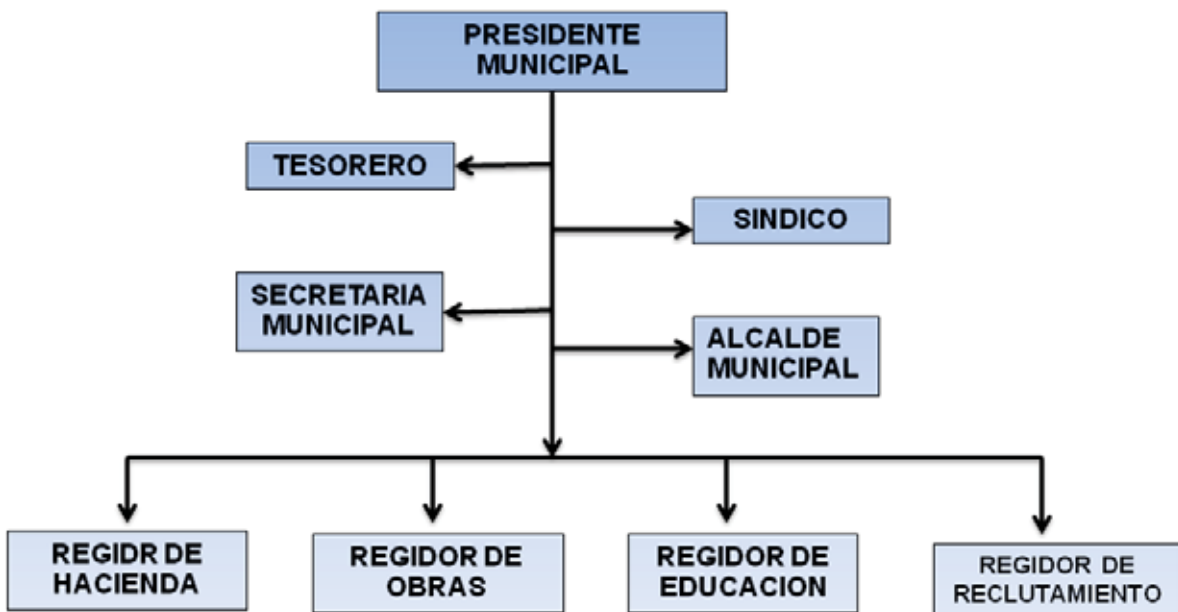 PRESIDENTE
MUNICIPAL
TESORERO
SINDICO
SECRETARIA
MUNICIPAL
ALCALDE
MUNICIPAL
REGIDR DE
HACIENDA
REGIDOR DE
OBRAS
REGIDOR DE
EDUCACION
REGIDOR DE
RECLUTAMIENTO